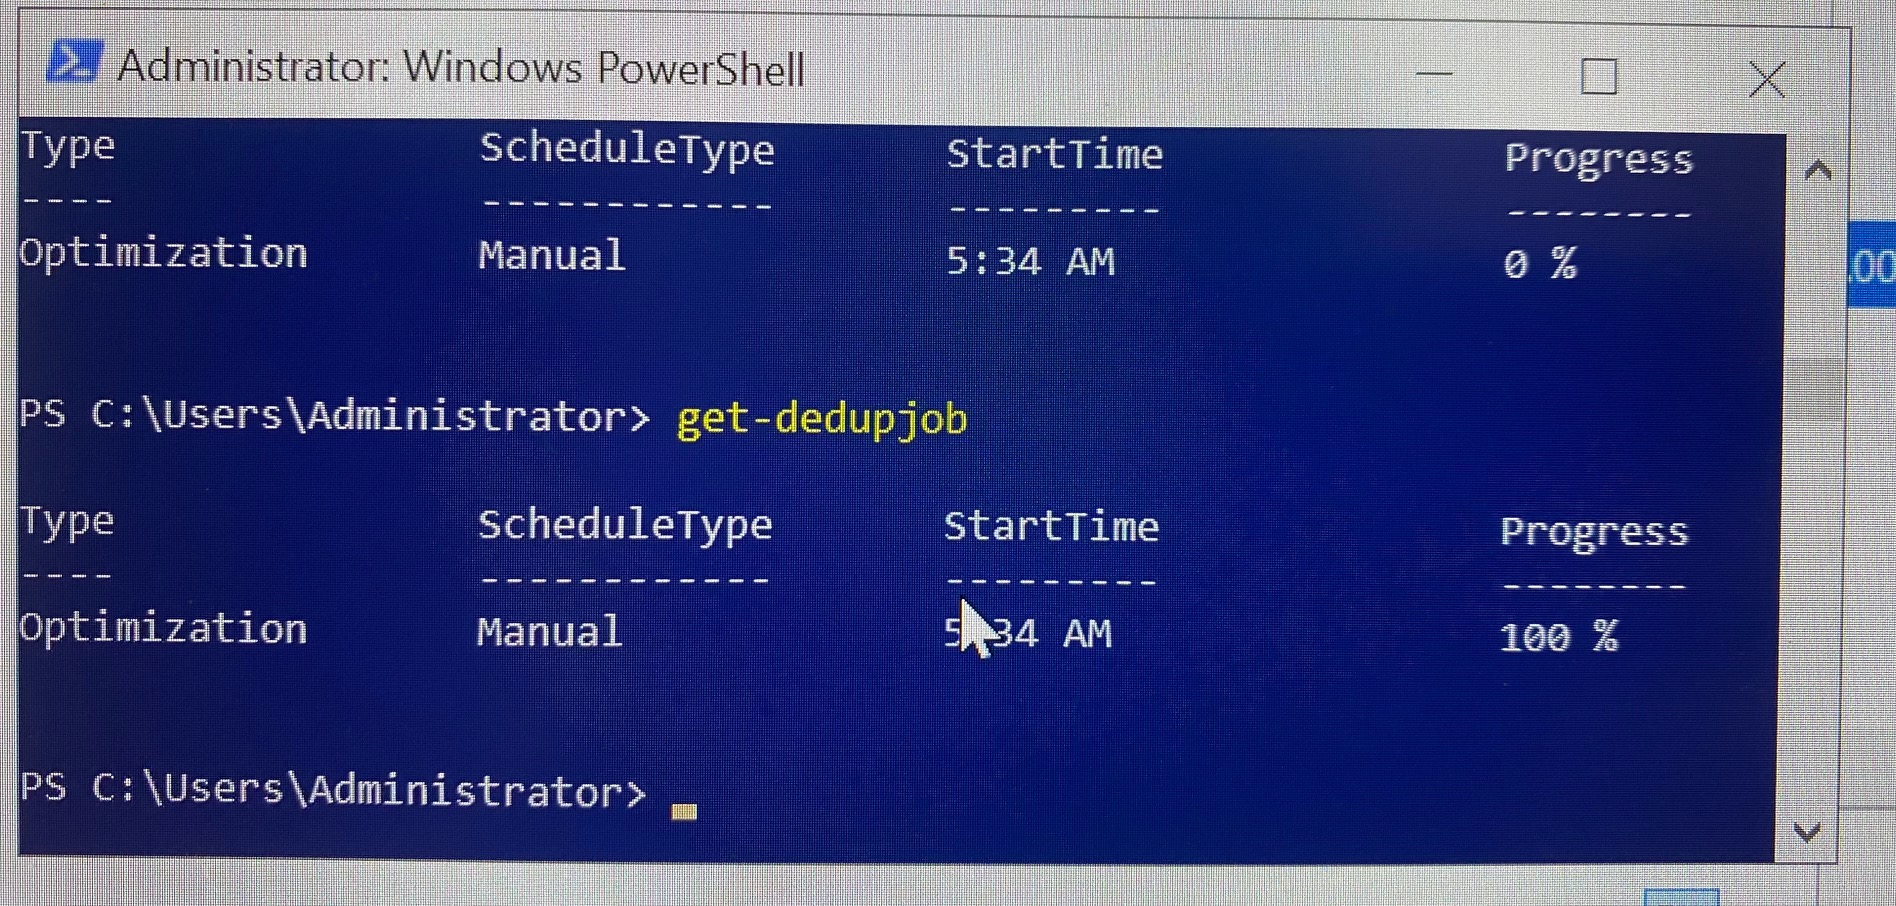 Administrator: Windows PowerShell
Type ScheduleType StartTime Progress
---- ------------ --------- --------
Optimization Manual 5:34 AM 0 %
.00
PS C:\Users\Administrator> get-dedupjob
Type ScheduleType StartTime Progress
---- ------------ --------- --------
Optimization Manual 5:34 AM 100 %
PS C:\Users\Administrator>